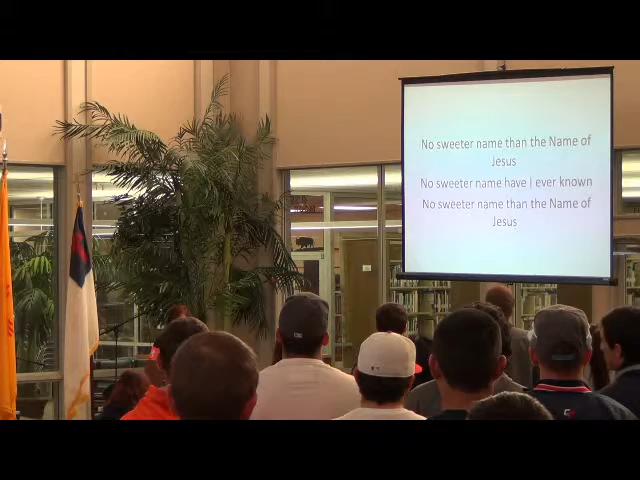 No sweeter name than the Name of
Jesus
No sweeter name have I ever known
No sweeter name than the Name of
Jesus